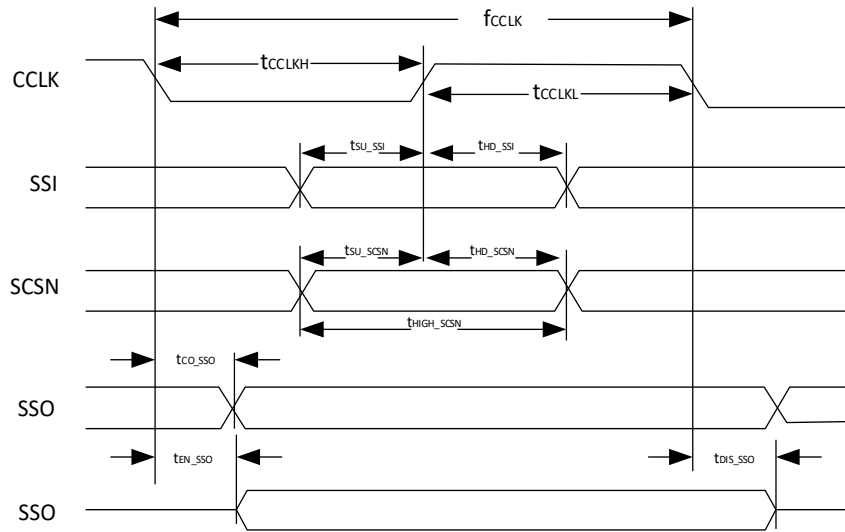 fCCLK
tCCLKH
CCLK
tCCLKL
tSU_SSI
tHD_SSI
SSI
tSU_SCSN
tHD_SCSN
SCSN
tHIGH_SCSN
tCO_SSO
SSO
tEN_SSO
tDIS_SSO
SSO